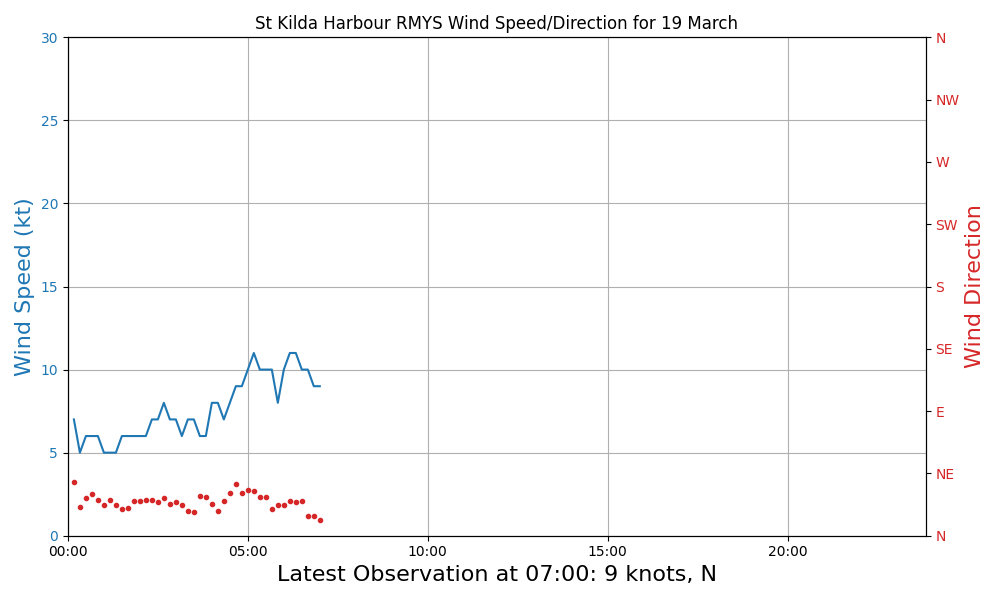 St Kilda Harbour RMYS Wind Speed/Direction for 19 March
30
25
20
15
10
5
0
Wind Speed (kt)
N
NW
W
SW
S
SE
E
NE
N
Wind Direction
00:00 05:00 10:00 15:00 20:00
Latest Observation at 07:00: 9 knots, N